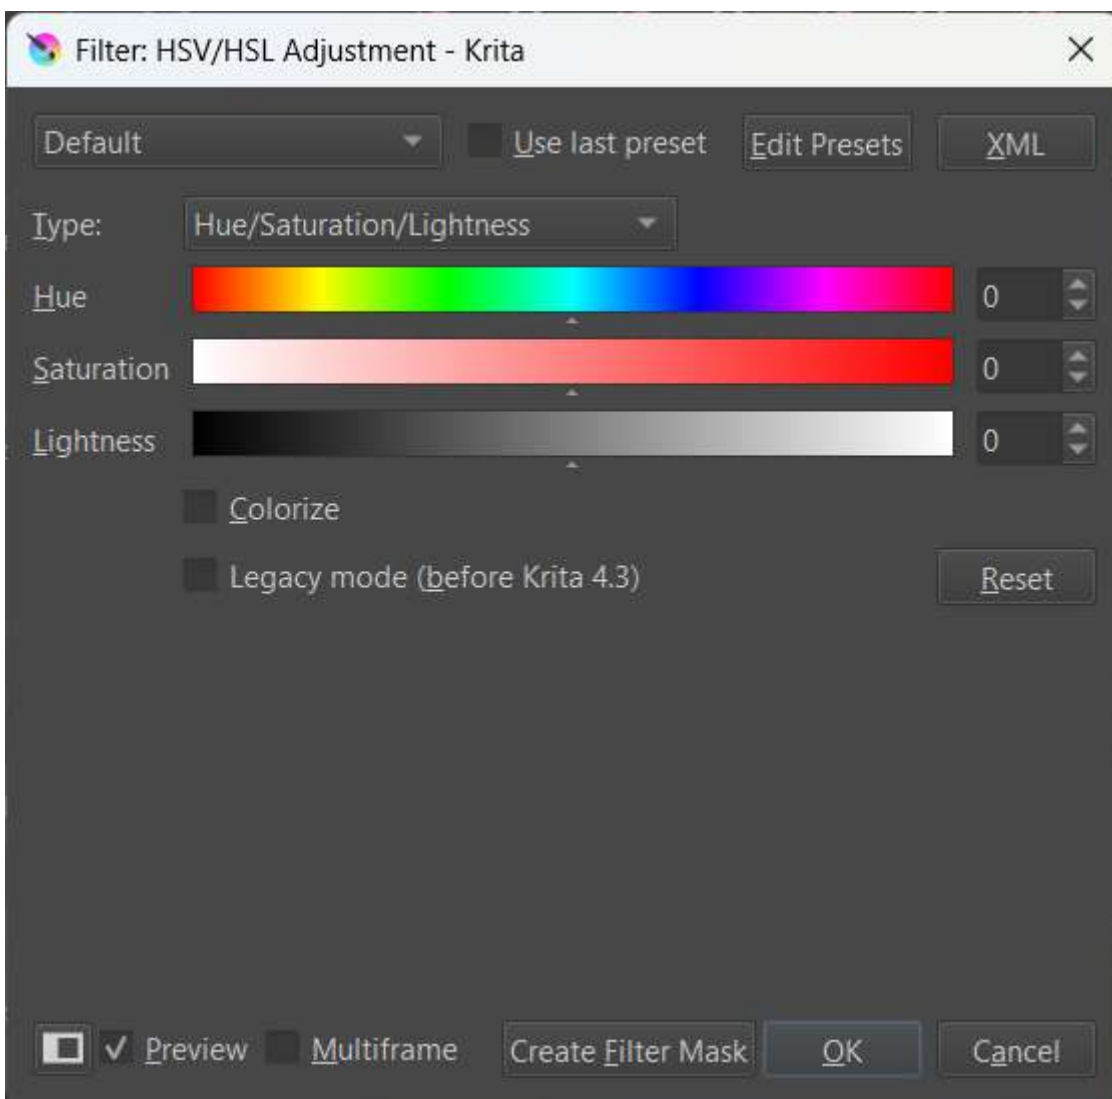 Filter: HSV/HSL Adjustment - Krita
Default Use last preset Edit Presets XML
Type: Hue/Saturation/Lightness
Hue 0
Saturation 0
Lightness 0
Colorize
Legacy mode (before Krita 4.3) Reset
Preview Multiframe Create Filter Mask OK Cancel